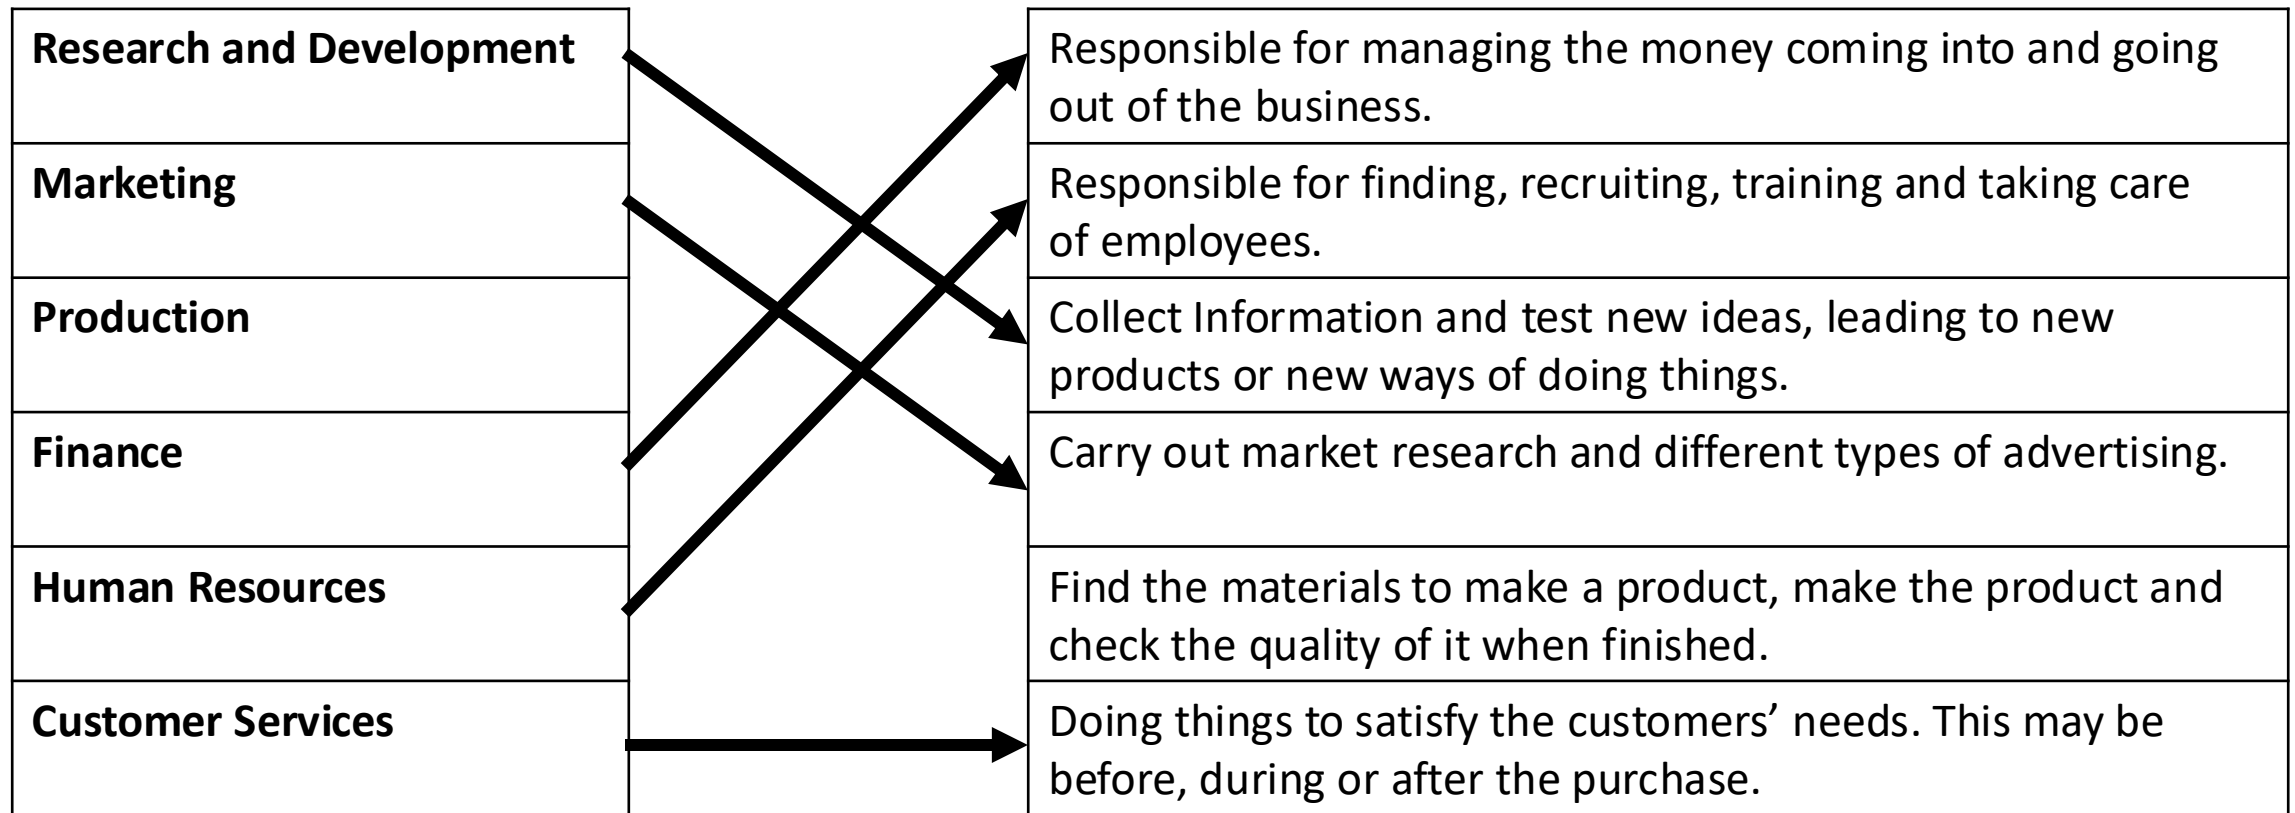 Research and Development
Responsible for managing the money coming into and going
out of the business.
Marketing
Responsible for finding, recruiting, training and taking care
of employees.
Production
Collect Information and test new ideas, leading to new
products or new ways of doing things.
Finance
Carry out market research and different types of advertising.
Human Resources
Find the materials to make a product, make the product and
check the quality of it when finished.
Customer Services
Doing things to satisfy the customers’ needs. This may be
before, during or after the purchase.